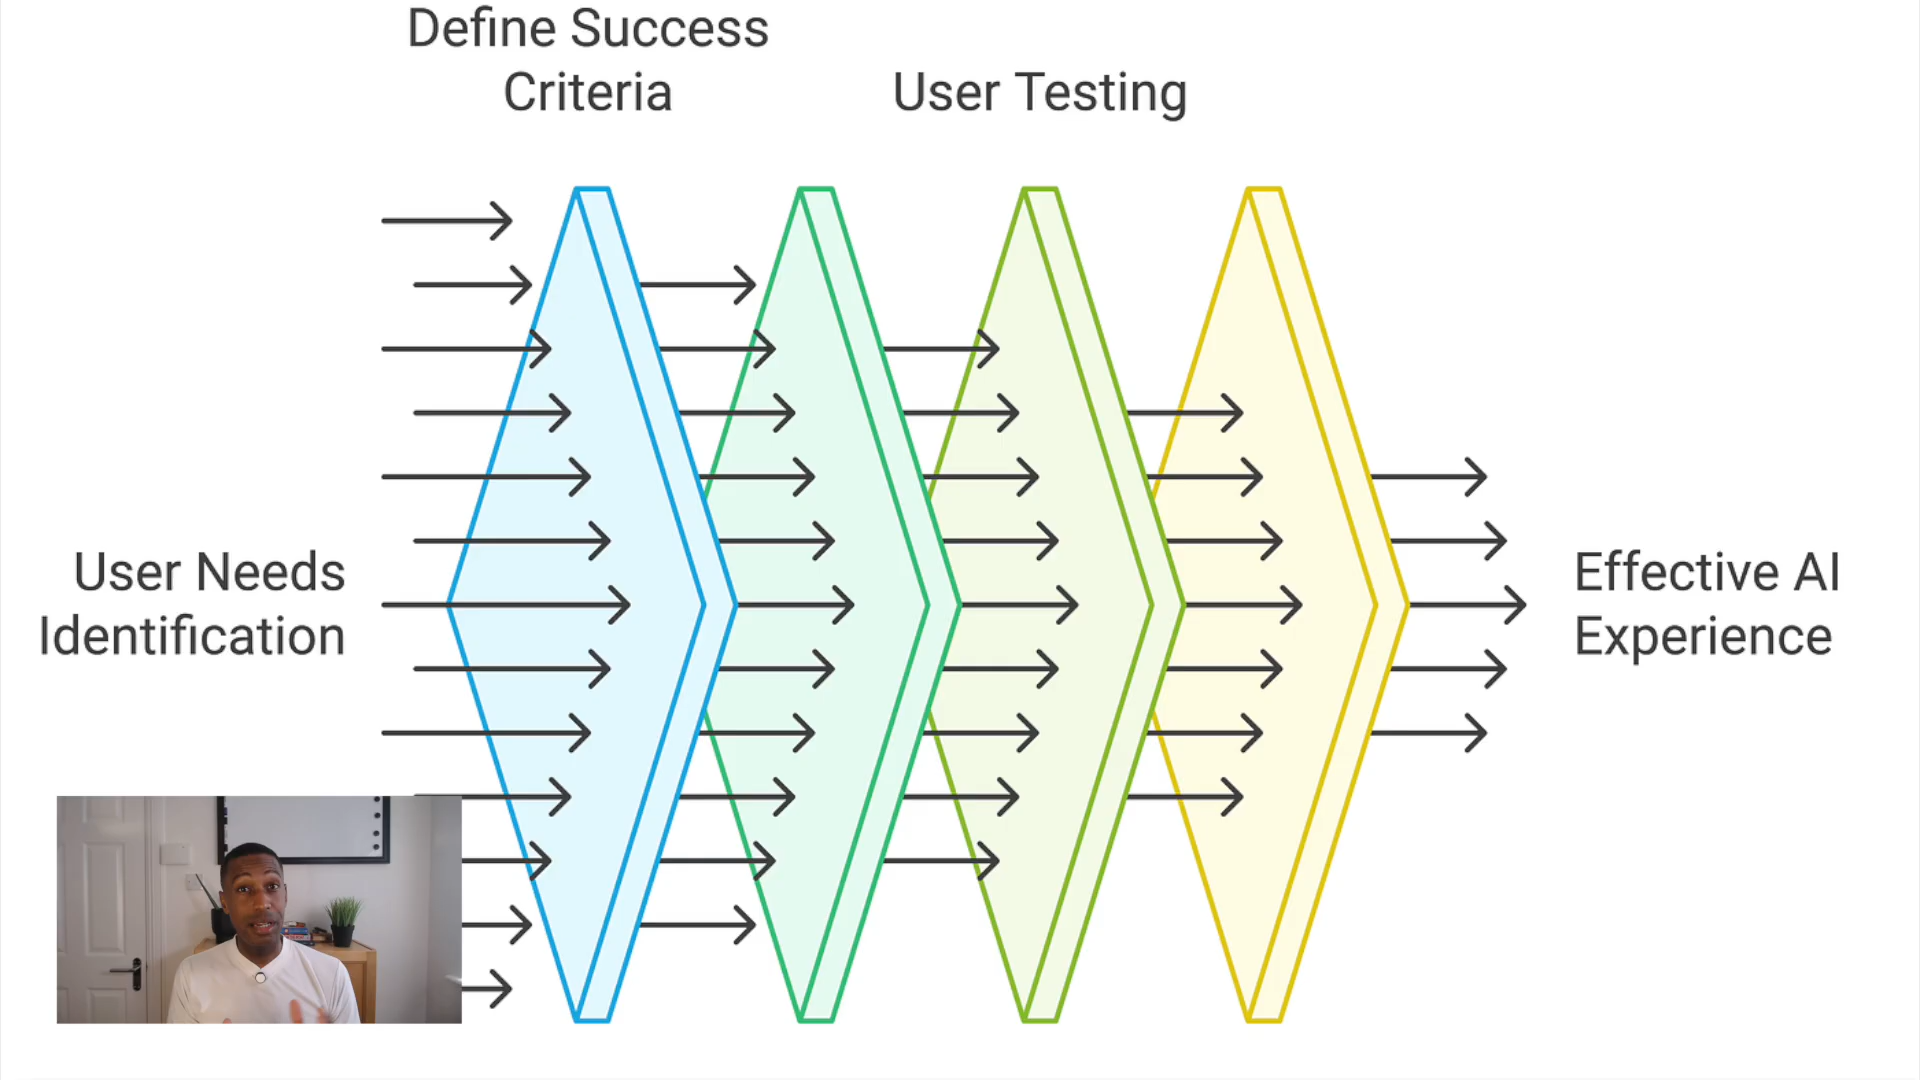 Define Success
Criteria
User Testing
User Needs
Identification
Effective AI
Experience